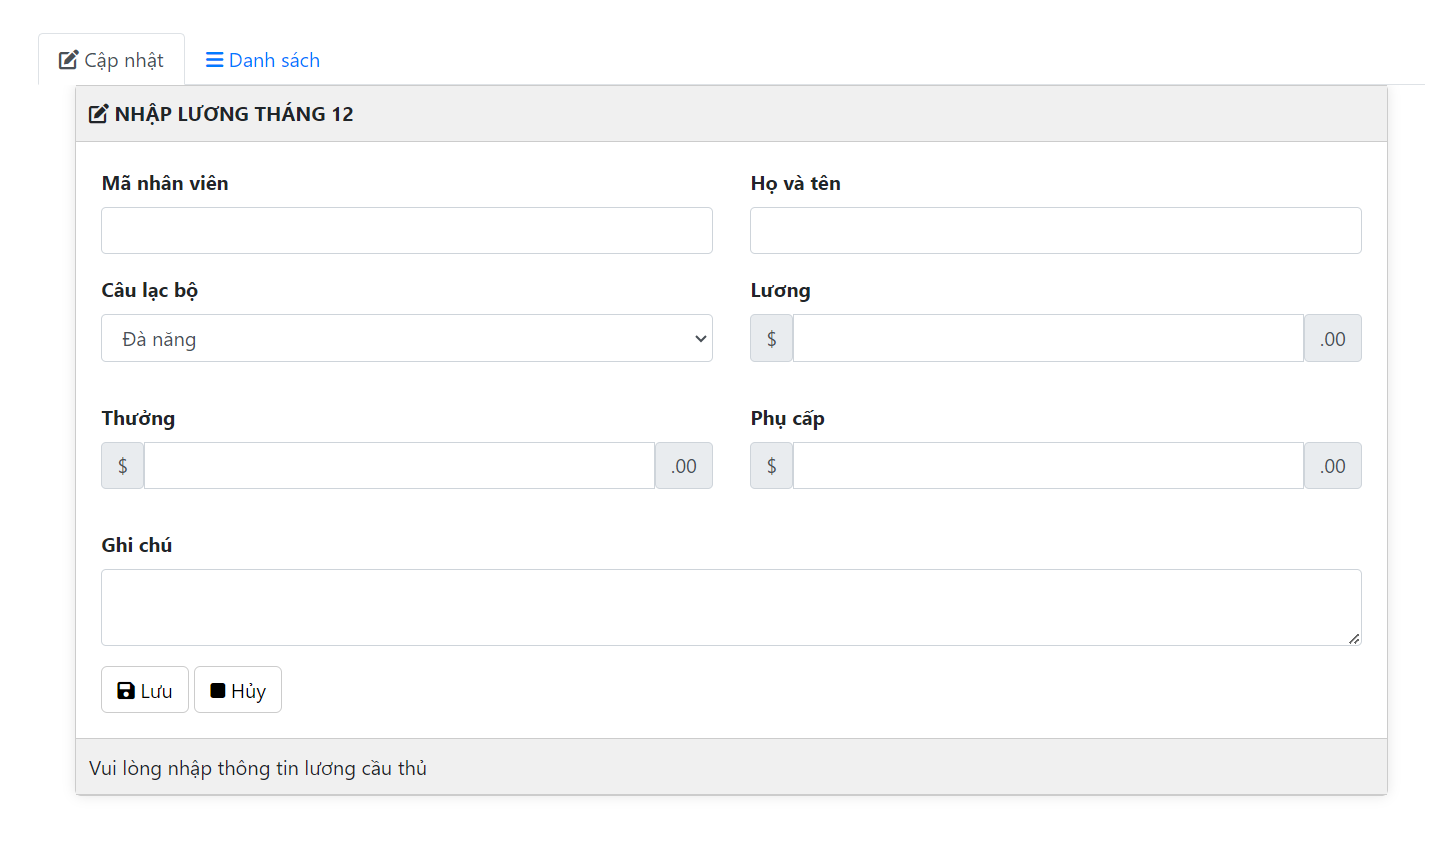 Cập nhật Danh sách
NHẬP LƯƠNG THÁNG 12
Mã nhân viên Họ và tên
Câu lạc bộ Lương
Đà năng $ .00
Thưởng Phụ cấp
$ .00 $ .00
Ghi chú
Lưu Hủy
Vui lòng nhập thông tin lương cầu thủ